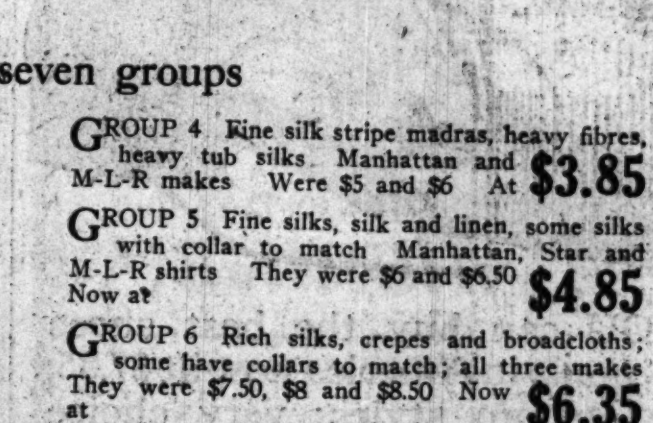 seven groups
GROUP 4 Fine silk stripe madras, heavy fibres,
heavy tub silks Manhattan and
M-L-R makes Were $5 and $6 At $3.85
GROUP 5 Fine silks, silk and linen, some silks
with collar to match Manhattan, Star and
M-L-R shirts They were $6 and $6.50
Now at $4.85
GROUP 6 Rich silks, crepes and broadcloths;
some have collars to match; all three makes
They were $7.50, $8 and $8.50 Now
at $6.35